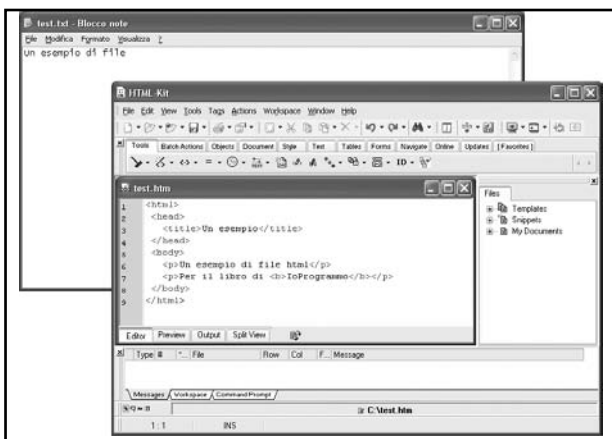 test.txt - Blocco note
File Modifica Formato Visualizza ?
un esempio di file
HTML-Kit
File Edit View Tools Tags Actions Workspace Window Help
Tools Batch Actions Objects Document Style Text Tables Forms Navigate Online Updates [Favorites]
ID
test.htm
Files
1 <html>
2 <head>
3 <title>Un esempio</title>
4 </head>
5 <body>
6 <p>Un esempio di file html</p>
7 <p>Per il libro di <b>IoProgrammo</b></p>
8 </body>
9 </html>
Templates
Snippets
My Documents
Editor Preview Output Split View
Type # *... File Row Col F... Message
Messages Workspace Command Prompt
C:\test.htm
1 : 1 INS